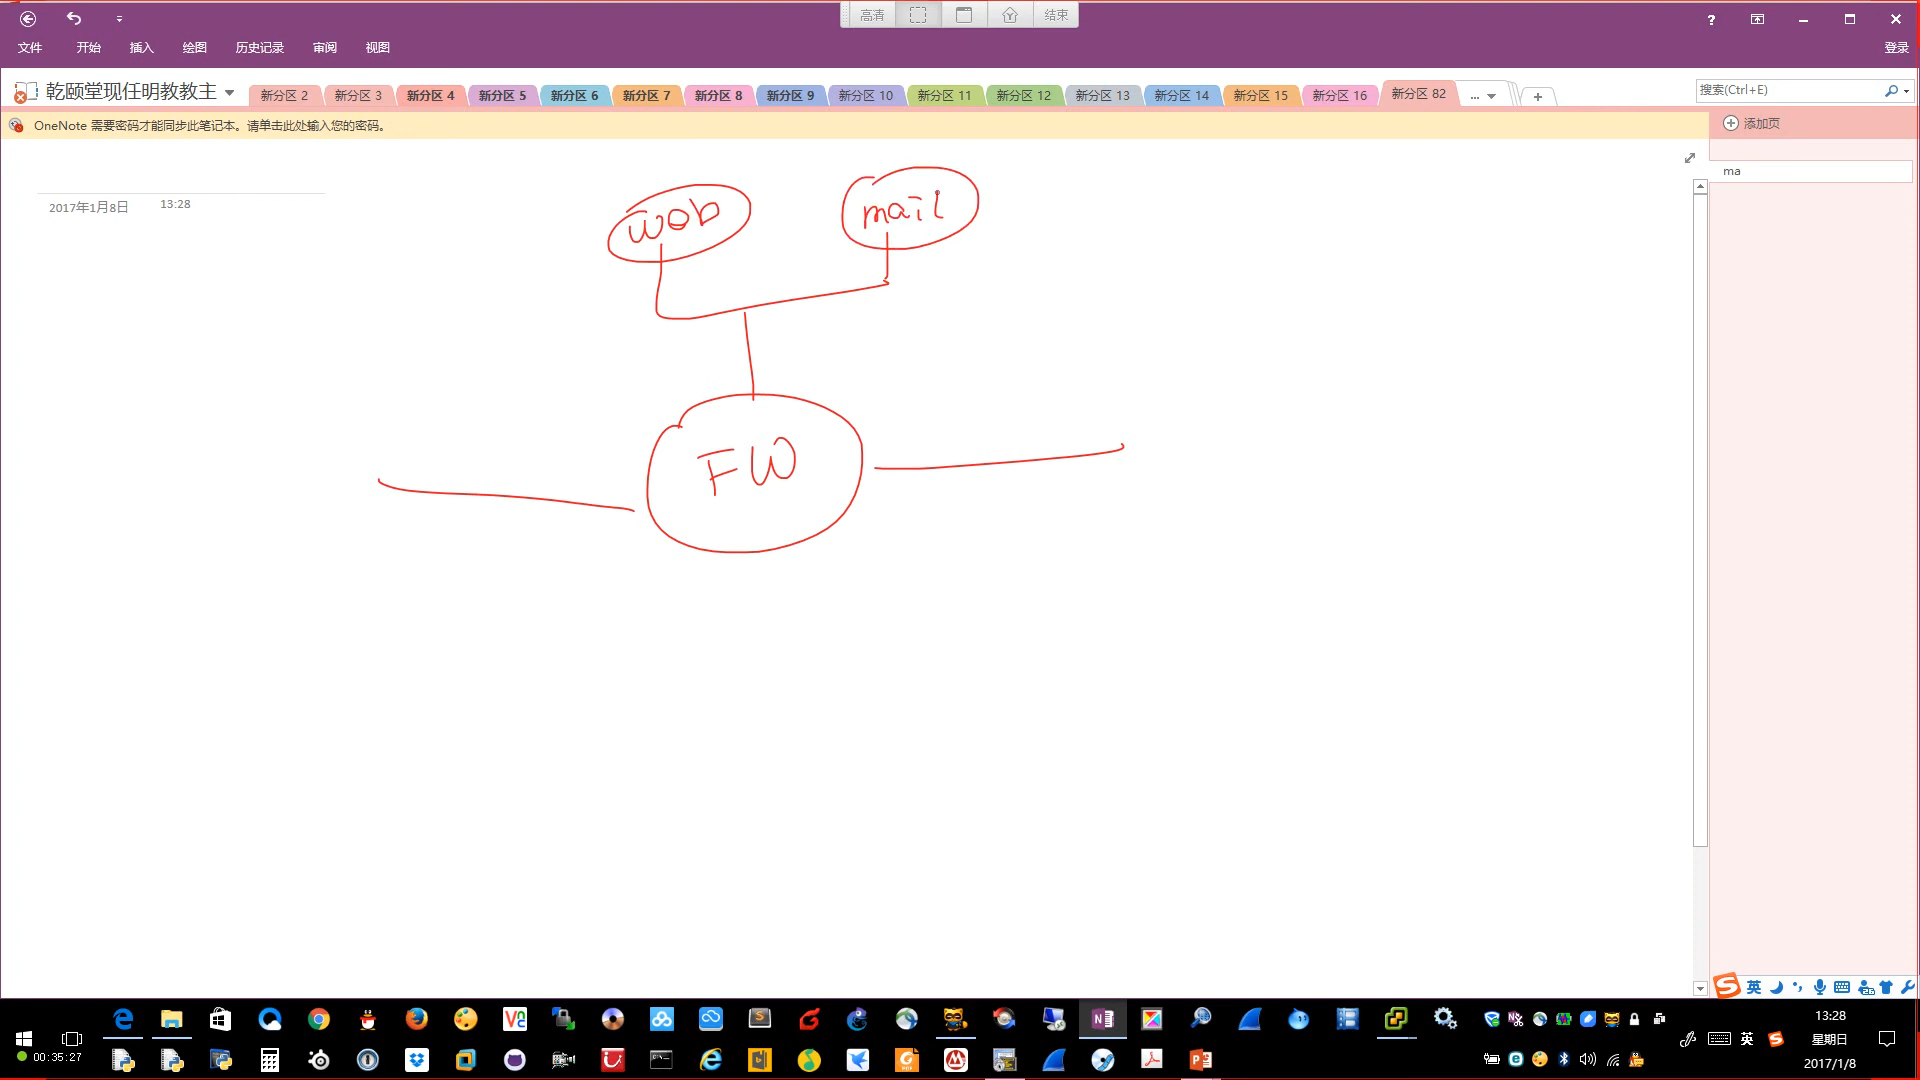 高清
结束
文件 开始 插入 绘图 历史记录 审阅 视图
登录
乾颐堂现任明教教主
新分区 2 新分区 3 新分区 4 新分区 5 新分区 6 新分区 7 新分区 8 新分区 9 新分区 10 新分区 11 新分区 12 新分区 13 新分区 14 新分区 15 新分区 16 新分区 82 ...
搜索(Ctrl+E)
OneNote 需要密码才能同步此笔记本。请单击此处输入您的密码。
添加页
ma
2017年1月8日 13:28
web
mail
FW
英
00:35:27
英
13:28
星期日
2017/1/8